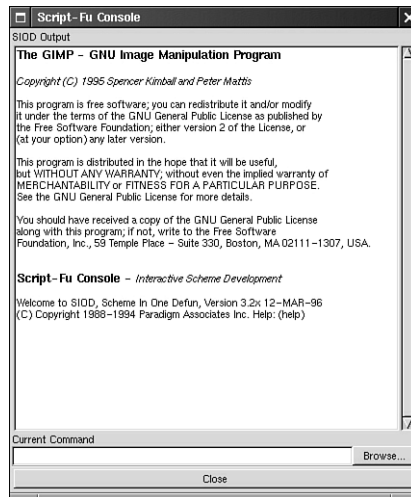 Script-Fu Console
SIOD Output
The GIMP - GNU Image Manipulation Program
Copyright (C) 1995 Spencer Kimball and Peter Mattis
This program is free software; you can redistribute it and/or modify
it under the terms of the GNU General Public License as published by
the Free Software Foundation; either version 2 of the License, or
(at your option) any later version.
This program is distributed in the hope that it will be useful,
but WITHOUT ANY WARRANTY; without even the implied warranty of
MERCHANTABILITY or FITNESS FOR A PARTICULAR PURPOSE.
See the GNU General Public License for more details.
You should have received a copy of the GNU General Public License
along with this program; if not, write to the Free Software
Foundation, Inc., 59 Temple Place - Suite 330, Boston, MA 02111-1307, USA.
Script-Fu Console - Interactive Scheme Development
Welcome to SIOD, Scheme In One Defun, Version 3.2x 12-MAR-96
(C) Copyright 1988-1994 Paradigm Associates Inc. Help: (help)
Current Command
Browse...
Close